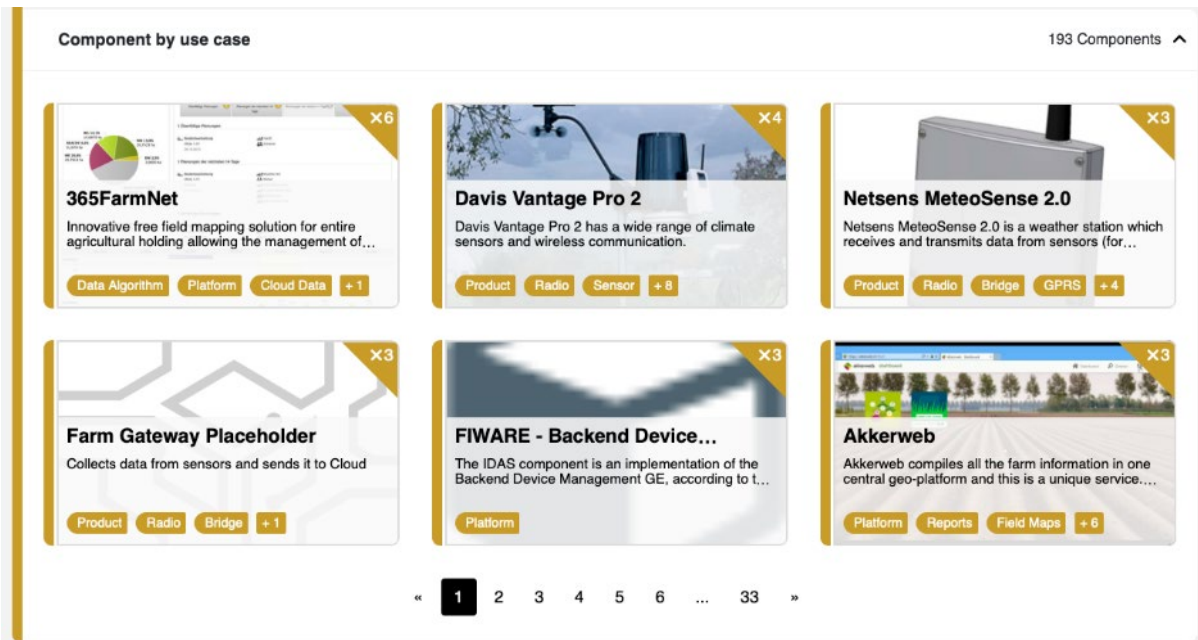 Component by use case
193 Components
×6
365FarmNet
Innovative free field mapping solution for entire
agricultural holding allowing the management of...
Data Algorithm Platform Cloud Data + 1
×4
Davis Vantage Pro 2
Davis Vantage Pro 2 has a wide range of climate
sensors and wireless communication.
Product Radio Sensor + 8
×3
Netsens MeteoSense 2.0
Netsens MeteoSense 2.0 is a weather station which
receives and transmits data from sensors (for...
Product Radio Bridge GPRS + 4
×3
Farm Gateway Placeholder
Collects data from sensors and sends it to Cloud
Product Radio Bridge + 1
×3
FIWARE - Backend Device...
The IDAS component is an implementation of the
Backend Device Management GE, according to t...
Platform
×3
Akkerweb
Akkerweb compiles all the farm information in one
central geo-platform and this is a unique service....
Platform Reports Field Maps + 6
« 1 2 3 4 5 6 ... 33 »